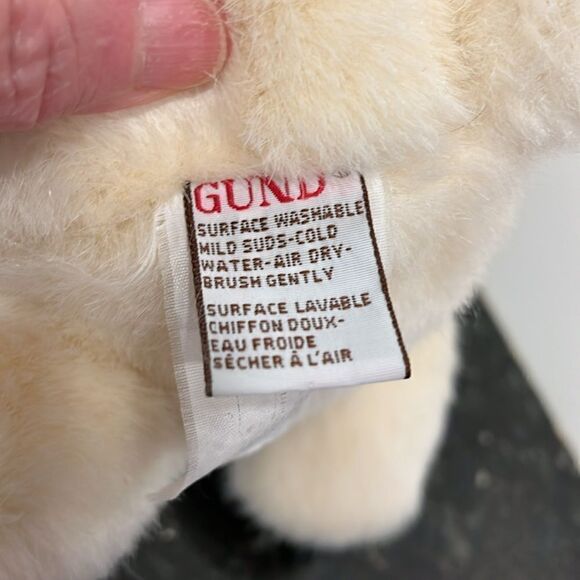 GUND
SURFACE WASHABLE
MILD SUDS-COLD
WATER-AIR DRY-
BRUSH GENTLY
SURFACE LAVABLE
CHIFFON DOUX-
EAU FROIDE
SÉCHER À L'AIR